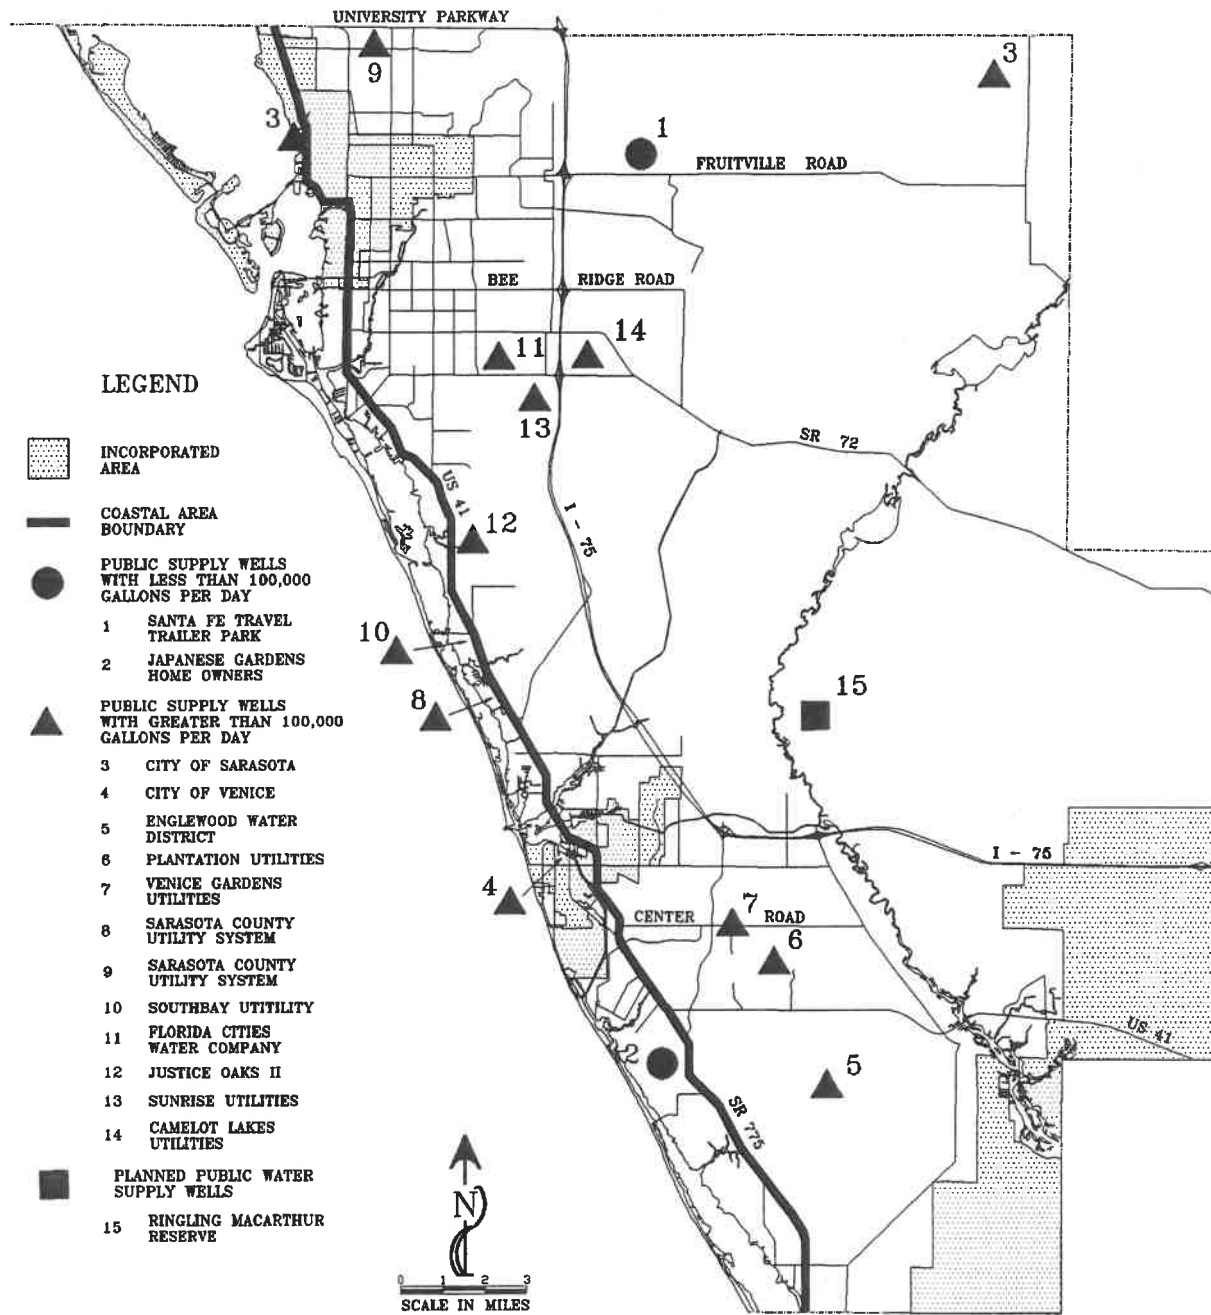 UNIVERSITY PARKWAY
9
3
3
1
FRUITVILLE ROAD
BEE RIDGE ROAD
11
14
13
SR 72
US 41
I - 75
12
10
8
15
I - 75
4
CENTER ROAD
7
6
US 41
2
5
SR 775
LEGEND
INCORPORATED
AREA
COASTAL AREA
BOUNDARY
PUBLIC SUPPLY WELLS
WITH LESS THAN 100,000
GALLONS PER DAY
1 SANTA FE TRAVEL
TRAILER PARK
2 JAPANESE GARDENS
HOME OWNERS
PUBLIC SUPPLY WELLS
WITH GREATER THAN 100,000
GALLONS PER DAY
3 CITY OF SARASOTA
4 CITY OF VENICE
5 ENGLEWOOD WATER
DISTRICT
6 PLANTATION UTILITIES
7 VENICE GARDENS
UTILITIES
8 SARASOTA COUNTY
UTILITY SYSTEM
9 SARASOTA COUNTY
UTILITY SYSTEM
10 SOUTHBAY UTITILITY
11 FLORIDA CITIES
WATER COMPANY
12 JUSTICE OAKS II
13 SUNRISE UTILITIES
14 CAMELOT LAKES
UTILITIES
PLANNED PUBLIC WATER
SUPPLY WELLS
15 RINGLING MACARTHUR
RESERVE
N
0 1 2 3
SCALE IN MILES